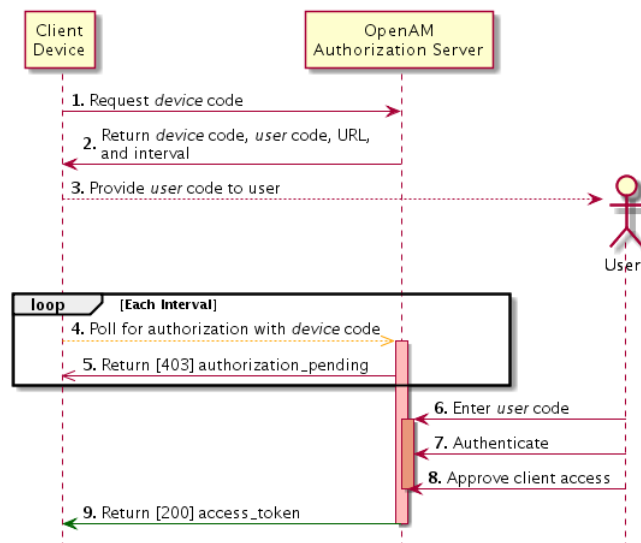 Client
Device
OpenAM
Authorization Server
1. Request device code
2. Return device code, user code, URL,
and interval
3. Provide user code to user
User
loop [Each Interval]
4. Poll for authorization with device code
5. Return [403] authorization_pending
6. Enter user code
7. Authenticate
8. Approve client access
9. Return [200] access_token